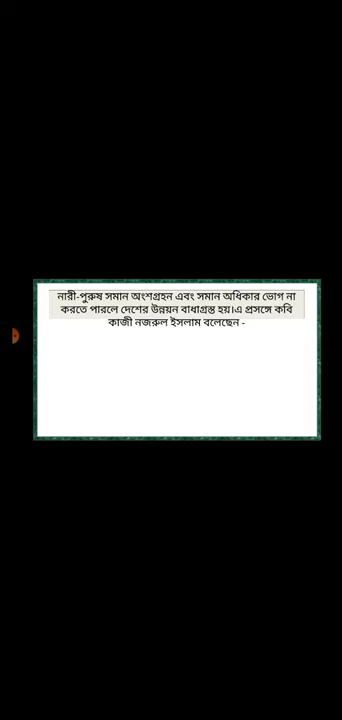 নারী-পুরুষ সমান অংশগ্রহন এবং সমান অধিকার ভোগ না
করতে পারলে দেশের উন্নয়ন বাধাগ্রস্ত হয়।এ প্রসঙ্গে কবি
কাজী নজরুল ইসলাম বলেছেন -